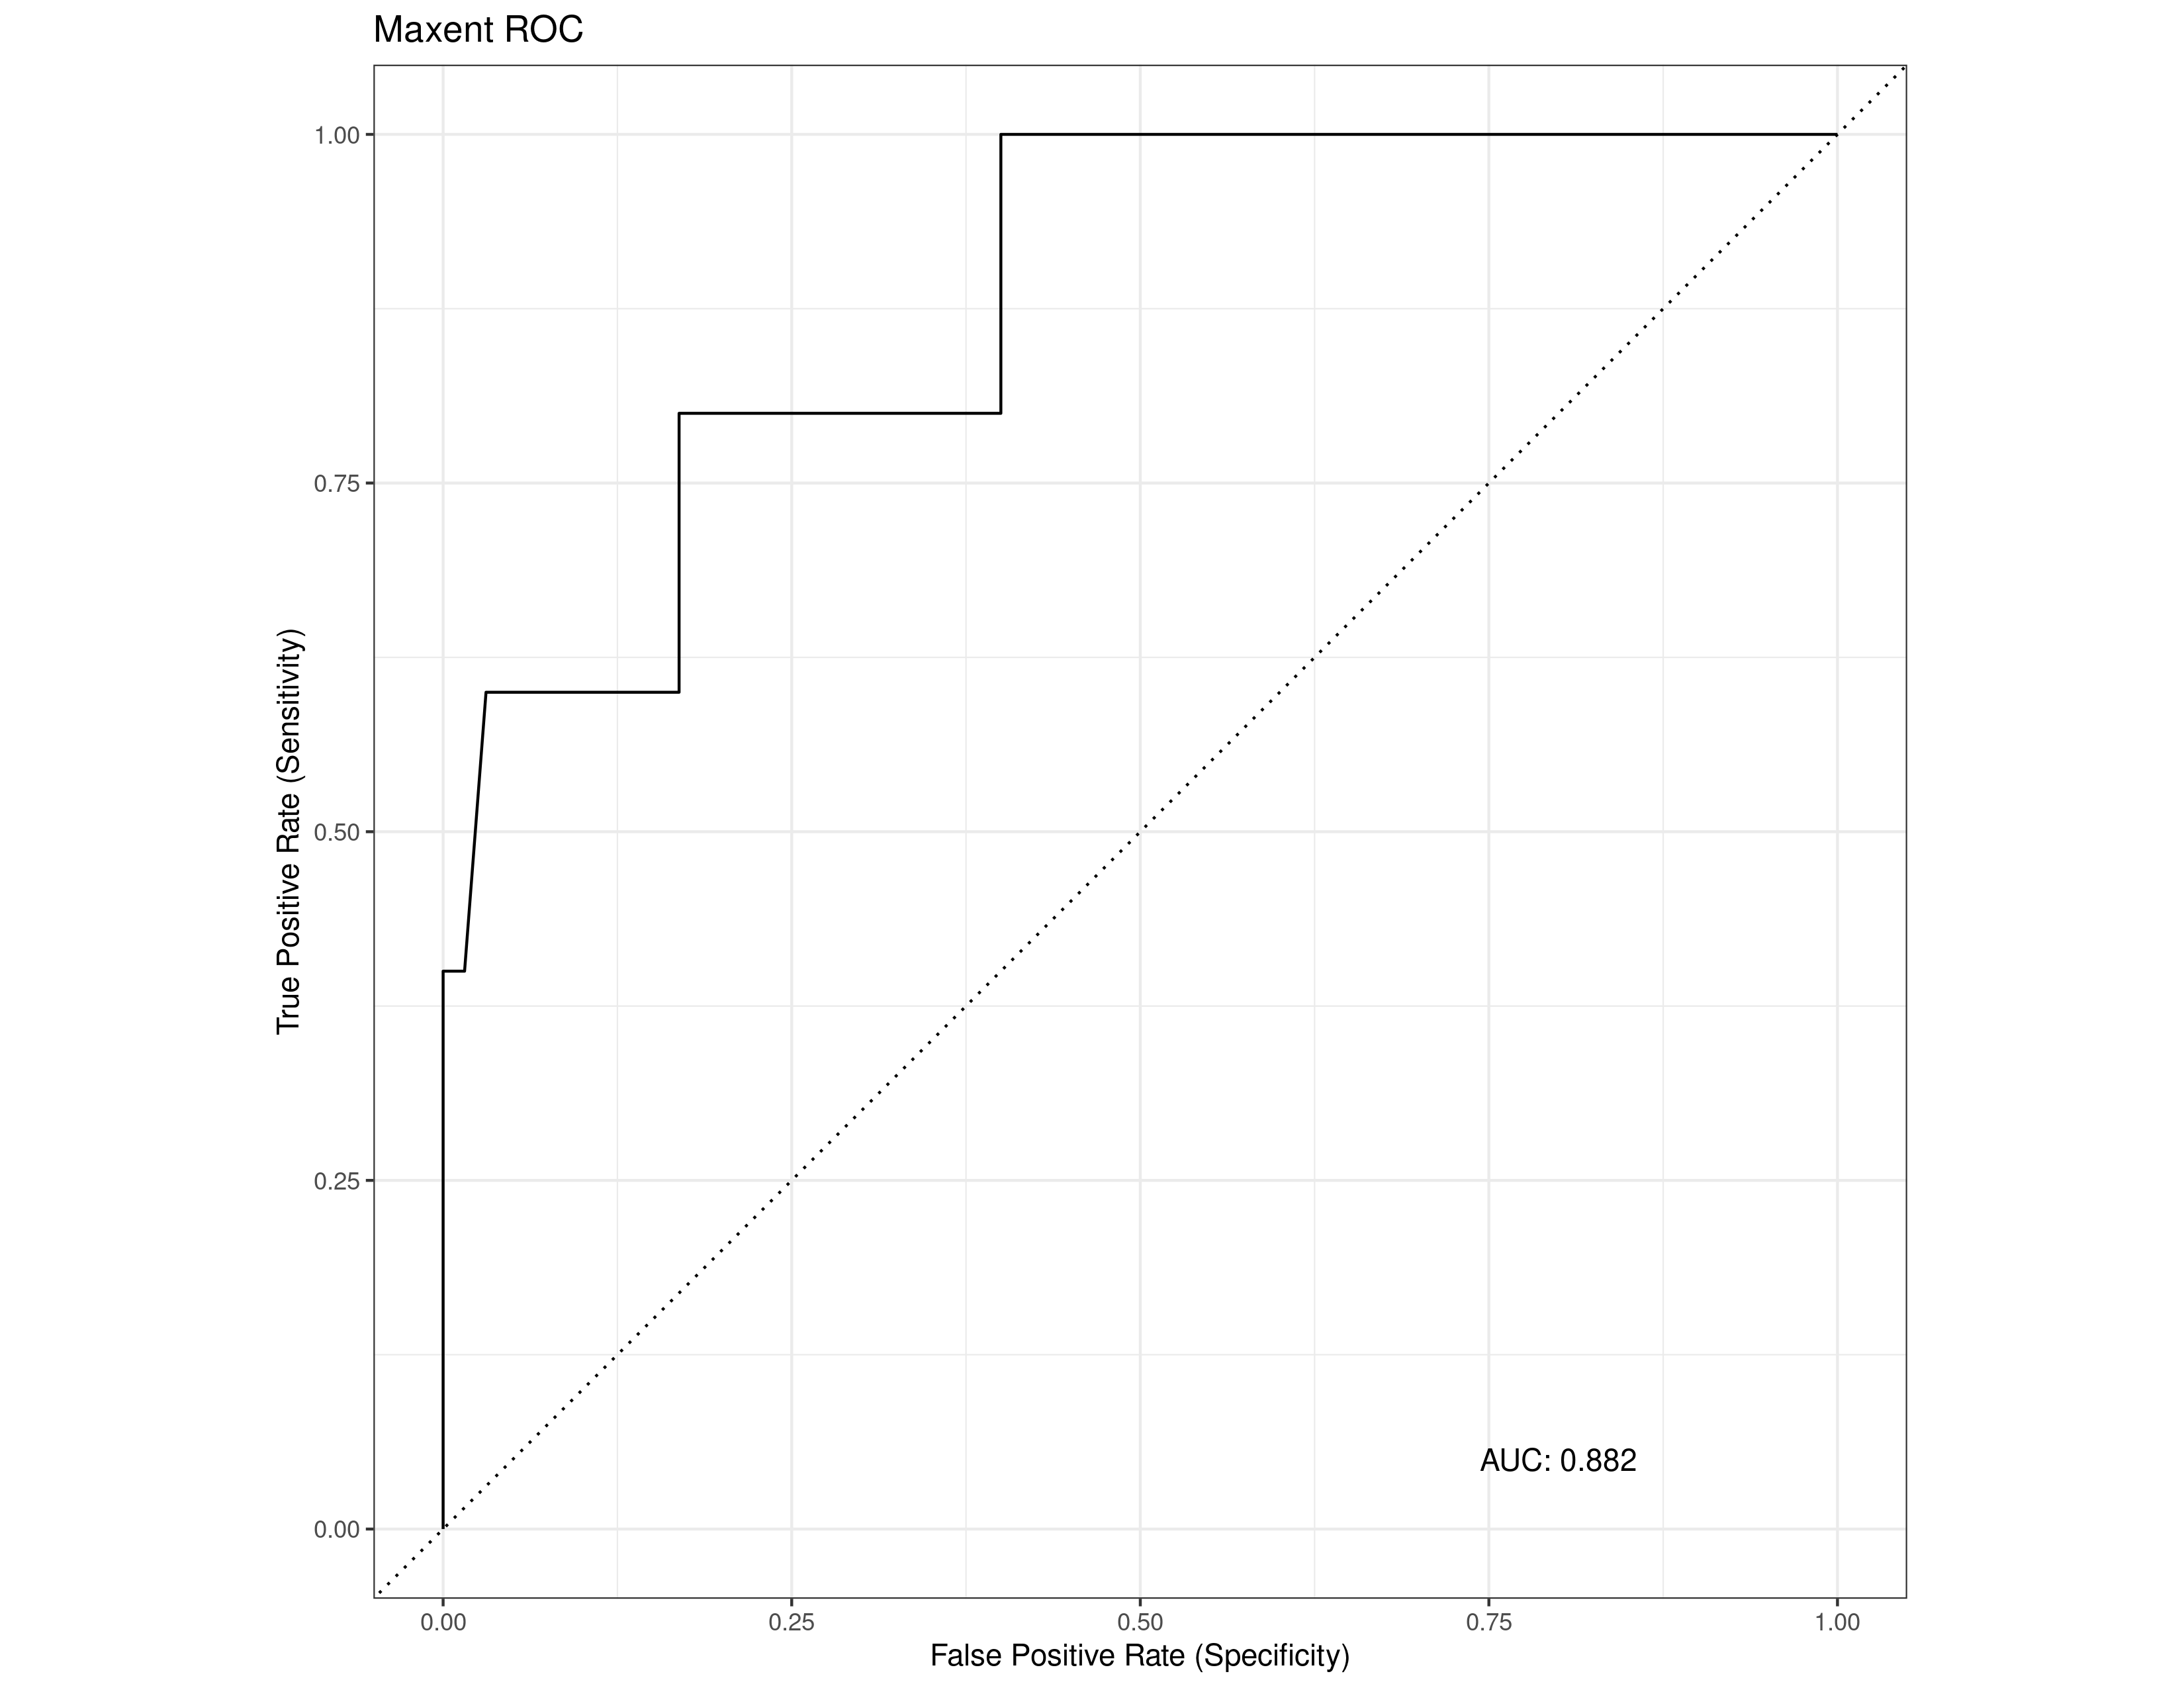 Maxent ROC
True Positive Rate (Sensitivity)
1.00
0.75
0.50
0.25
0.00
AUC: 0.882
0.00 0.25 0.50 0.75 1.00
False Positive Rate (Specificity)